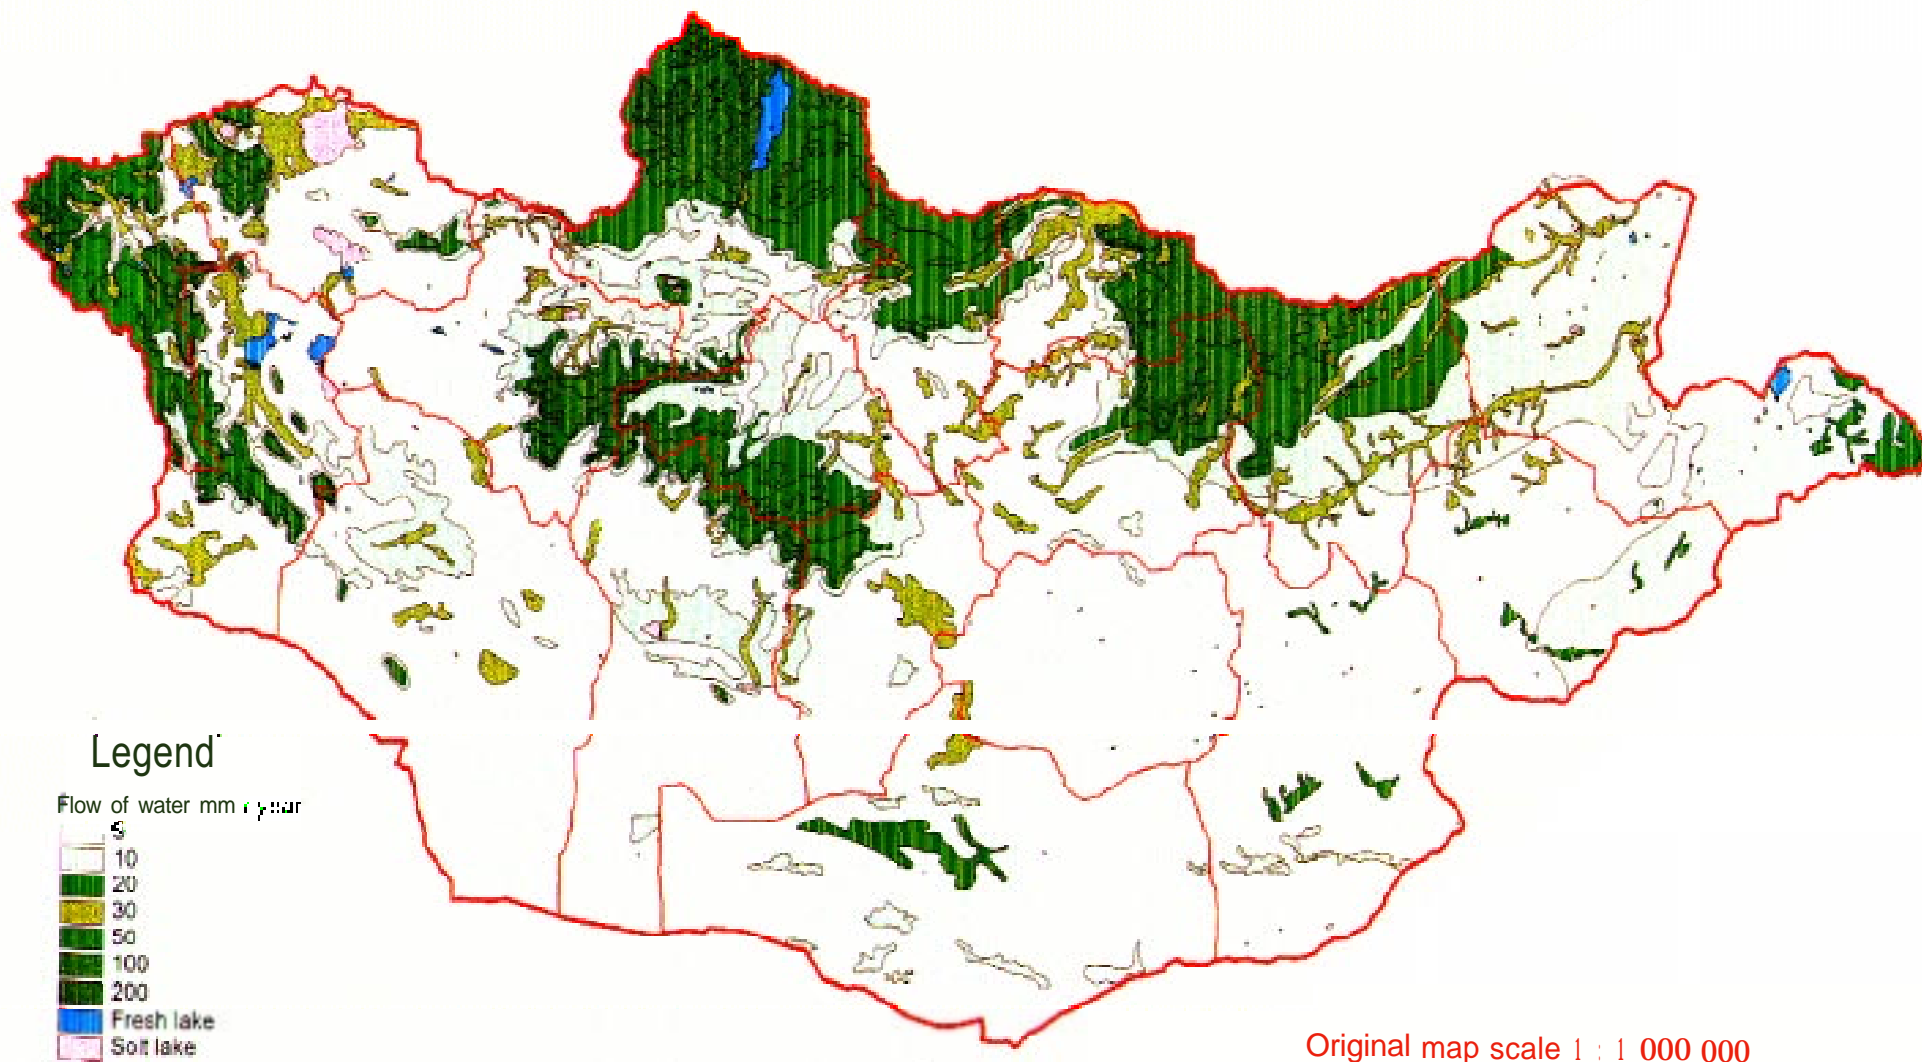 Legend
Flow of water mm
5
10
20
30
50
100
200
Fresh lake
Solt lake
Original map scale 1 : 1 000 000